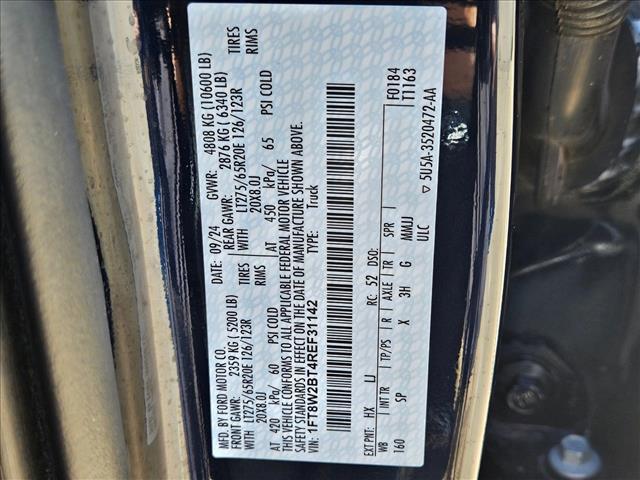 MFD. BY FORD MOTOR CO.
DATE: 09/24 GVWR: 4808 KG (10600 LB)
FRONT GAWR: 2359 KG (5200 LB) REAR GAWR: 2876 KG ( 6340 LB)
WITH LT275/65R20E 126/123R TIRES WITH LT275/65R20E 126/123R TIRES
20X8.0J RIMS 20X8.0J RIMS
AT 420 kPa/ 60 PSI COLD AT 450 kPa/ 65 PSI COLD
THIS VEHICLE CONFORMS TO ALL APPLICABLE FEDERAL MOTOR VEHICLE
SAFETY STANDARDS IN EFFECT ON THE DATE OF MANUFACTURE SHOWN ABOVE.
VIN: 1FT8W2BT4REF31142
TYPE: Truck
F0184
T1163
EXT PNT: HX LJ RC: 52 DSO:
WB INT TR TP/PS R AXLE TR SPR
160 SP X 3H G MMJJ
ULC
▽ 5U5A-3520472-AA